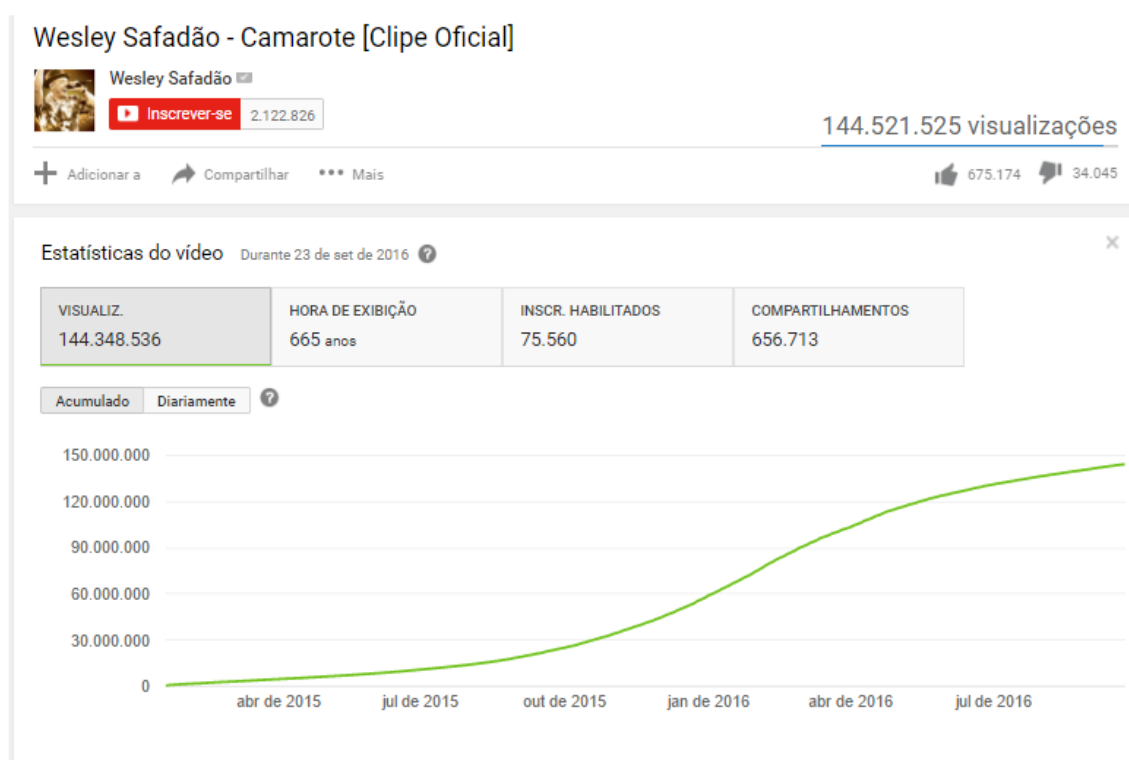 Wesley Safadão - Camarote [Clipe Oficial]
Wesley Safadão
Inscrever-se 2.122.826
144.521.525 visualizações
Adicionar a Compartilhar Mais 675.174 34.045
Estatísticas do vídeo Durante 23 de set de 2016 ?
VISUALIZ. HORA DE EXIBIÇÃO INSCR. HABILITADOS COMPARTILHAMENTOS
144.348.536 665 anos 75.560 656.713
Acumulado Diariamente ?
150.000.000
120.000.000
90.000.000
60.000.000
30.000.000
0
abr de 2015 jul de 2015 out de 2015 jan de 2016 abr de 2016 jul de 2016